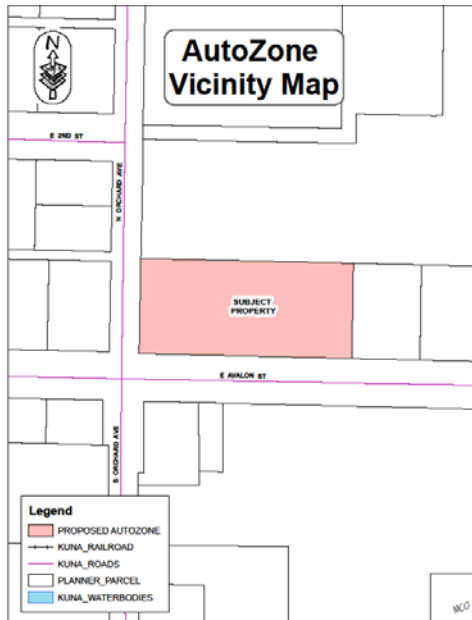 N
AutoZone
Vicinity Map
E 2ND ST
N ORCHARD AVE
SUBJECT
PROPERTY
E AVALON ST
S ORCHARD AVE
Legend
PROPOSED AUTOZONE
KUNA_RAILROAD
KUNA_ROADS
PLANNER_PARCEL
KUNA_WATERBODIES
MCO